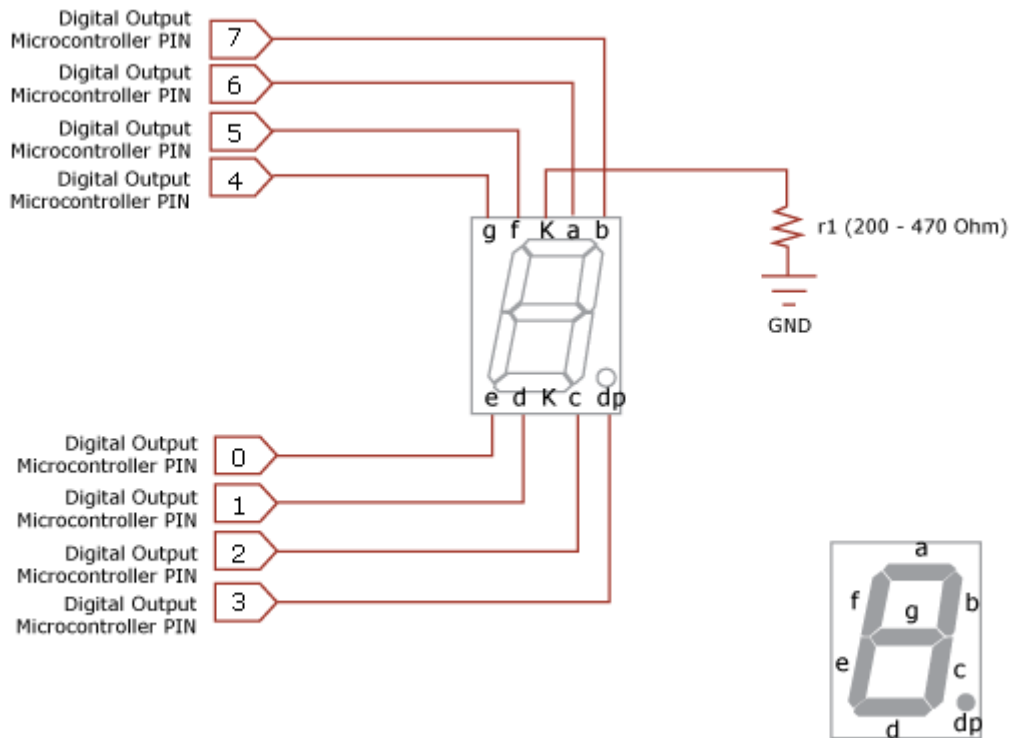 Digital Output
Microcontroller PIN
7
Digital Output
Microcontroller PIN
6
Digital Output
Microcontroller PIN
5
Digital Output
Microcontroller PIN
4
r1 (200 - 470 Ohm)
GND
g f K a b
e d K c dp
Digital Output
Microcontroller PIN
0
Digital Output
Microcontroller PIN
1
Digital Output
Microcontroller PIN
2
Digital Output
Microcontroller PIN
3
a
f
b
g
e
c
d
dp